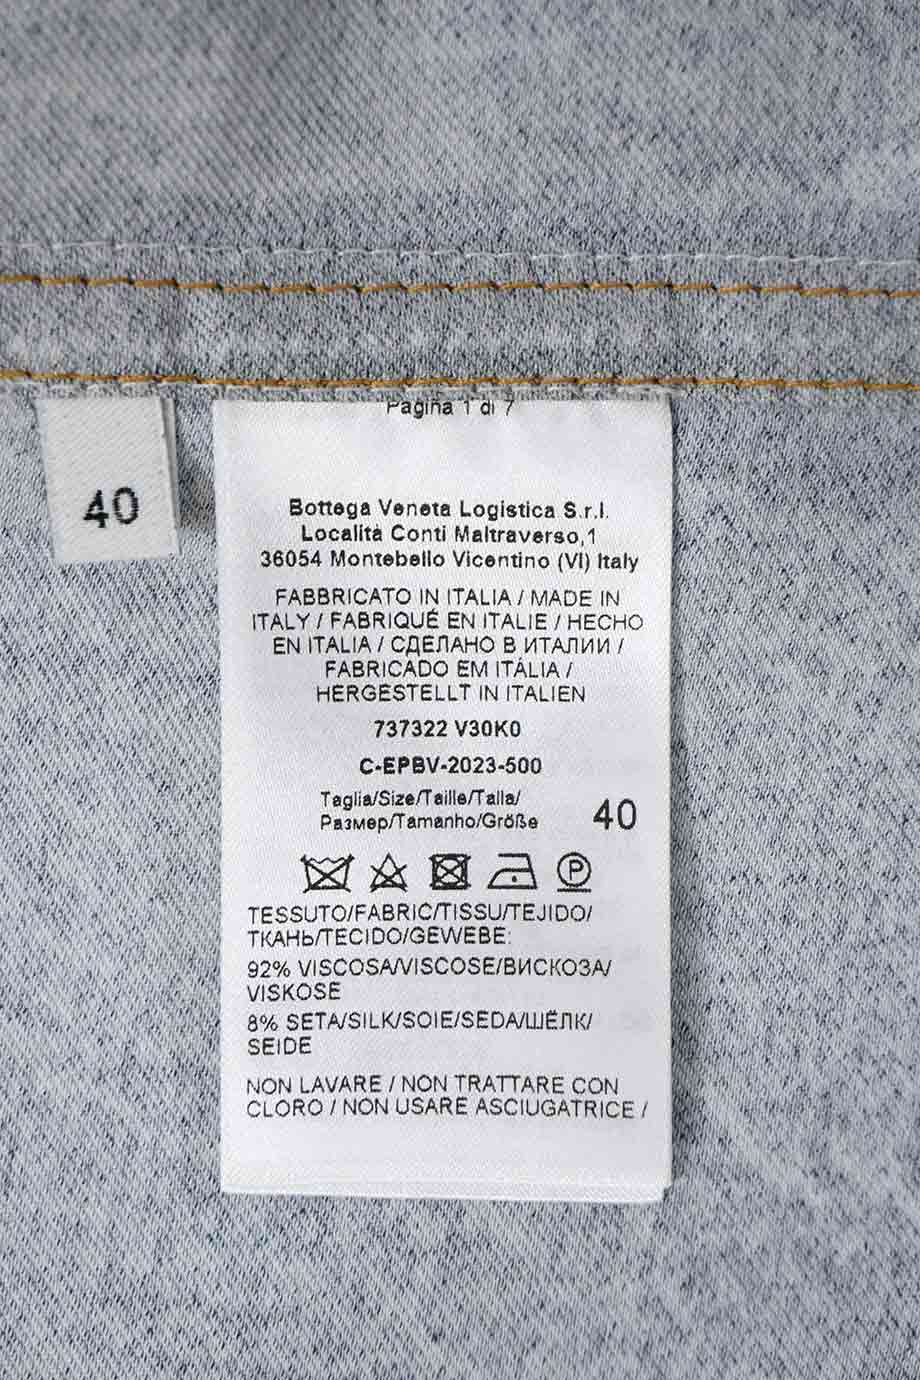 Pagina 1 di 7
40
Bottega Veneta Logistica S.r.l.
Località Conti Maltraverso,1
36054 Montebello Vicentino (VI) Italy
FABBRICATO IN ITALIA / MADE IN
ITALY / FABRIQUÉ EN ITALIE / HECHO
EN ITALIA / СДЕЛАНО В ИТАЛИИ /
FABRICADO EM ITÁLIA /
HERGESTELLT IN ITALIEN
737322 V30K0
C-EPBV-2023-500
Taglia/Size/Taille/Talla/
Размер/Tamanho/Größe 40
P
TESSUTO/FABRIC/TISSU/TEJIDO/
ТКАНЬ/TECIDO/GEWEBE:
92% VISCOSA/VISCOSE/ВИСКОЗА/
VISKOSE
8% SETA/SILK/SOIE/SEDA/ШЁЛК/
SEIDE
NON LAVARE / NON TRATTARE CON
CLORO / NON USARE ASCIUGATRICE /